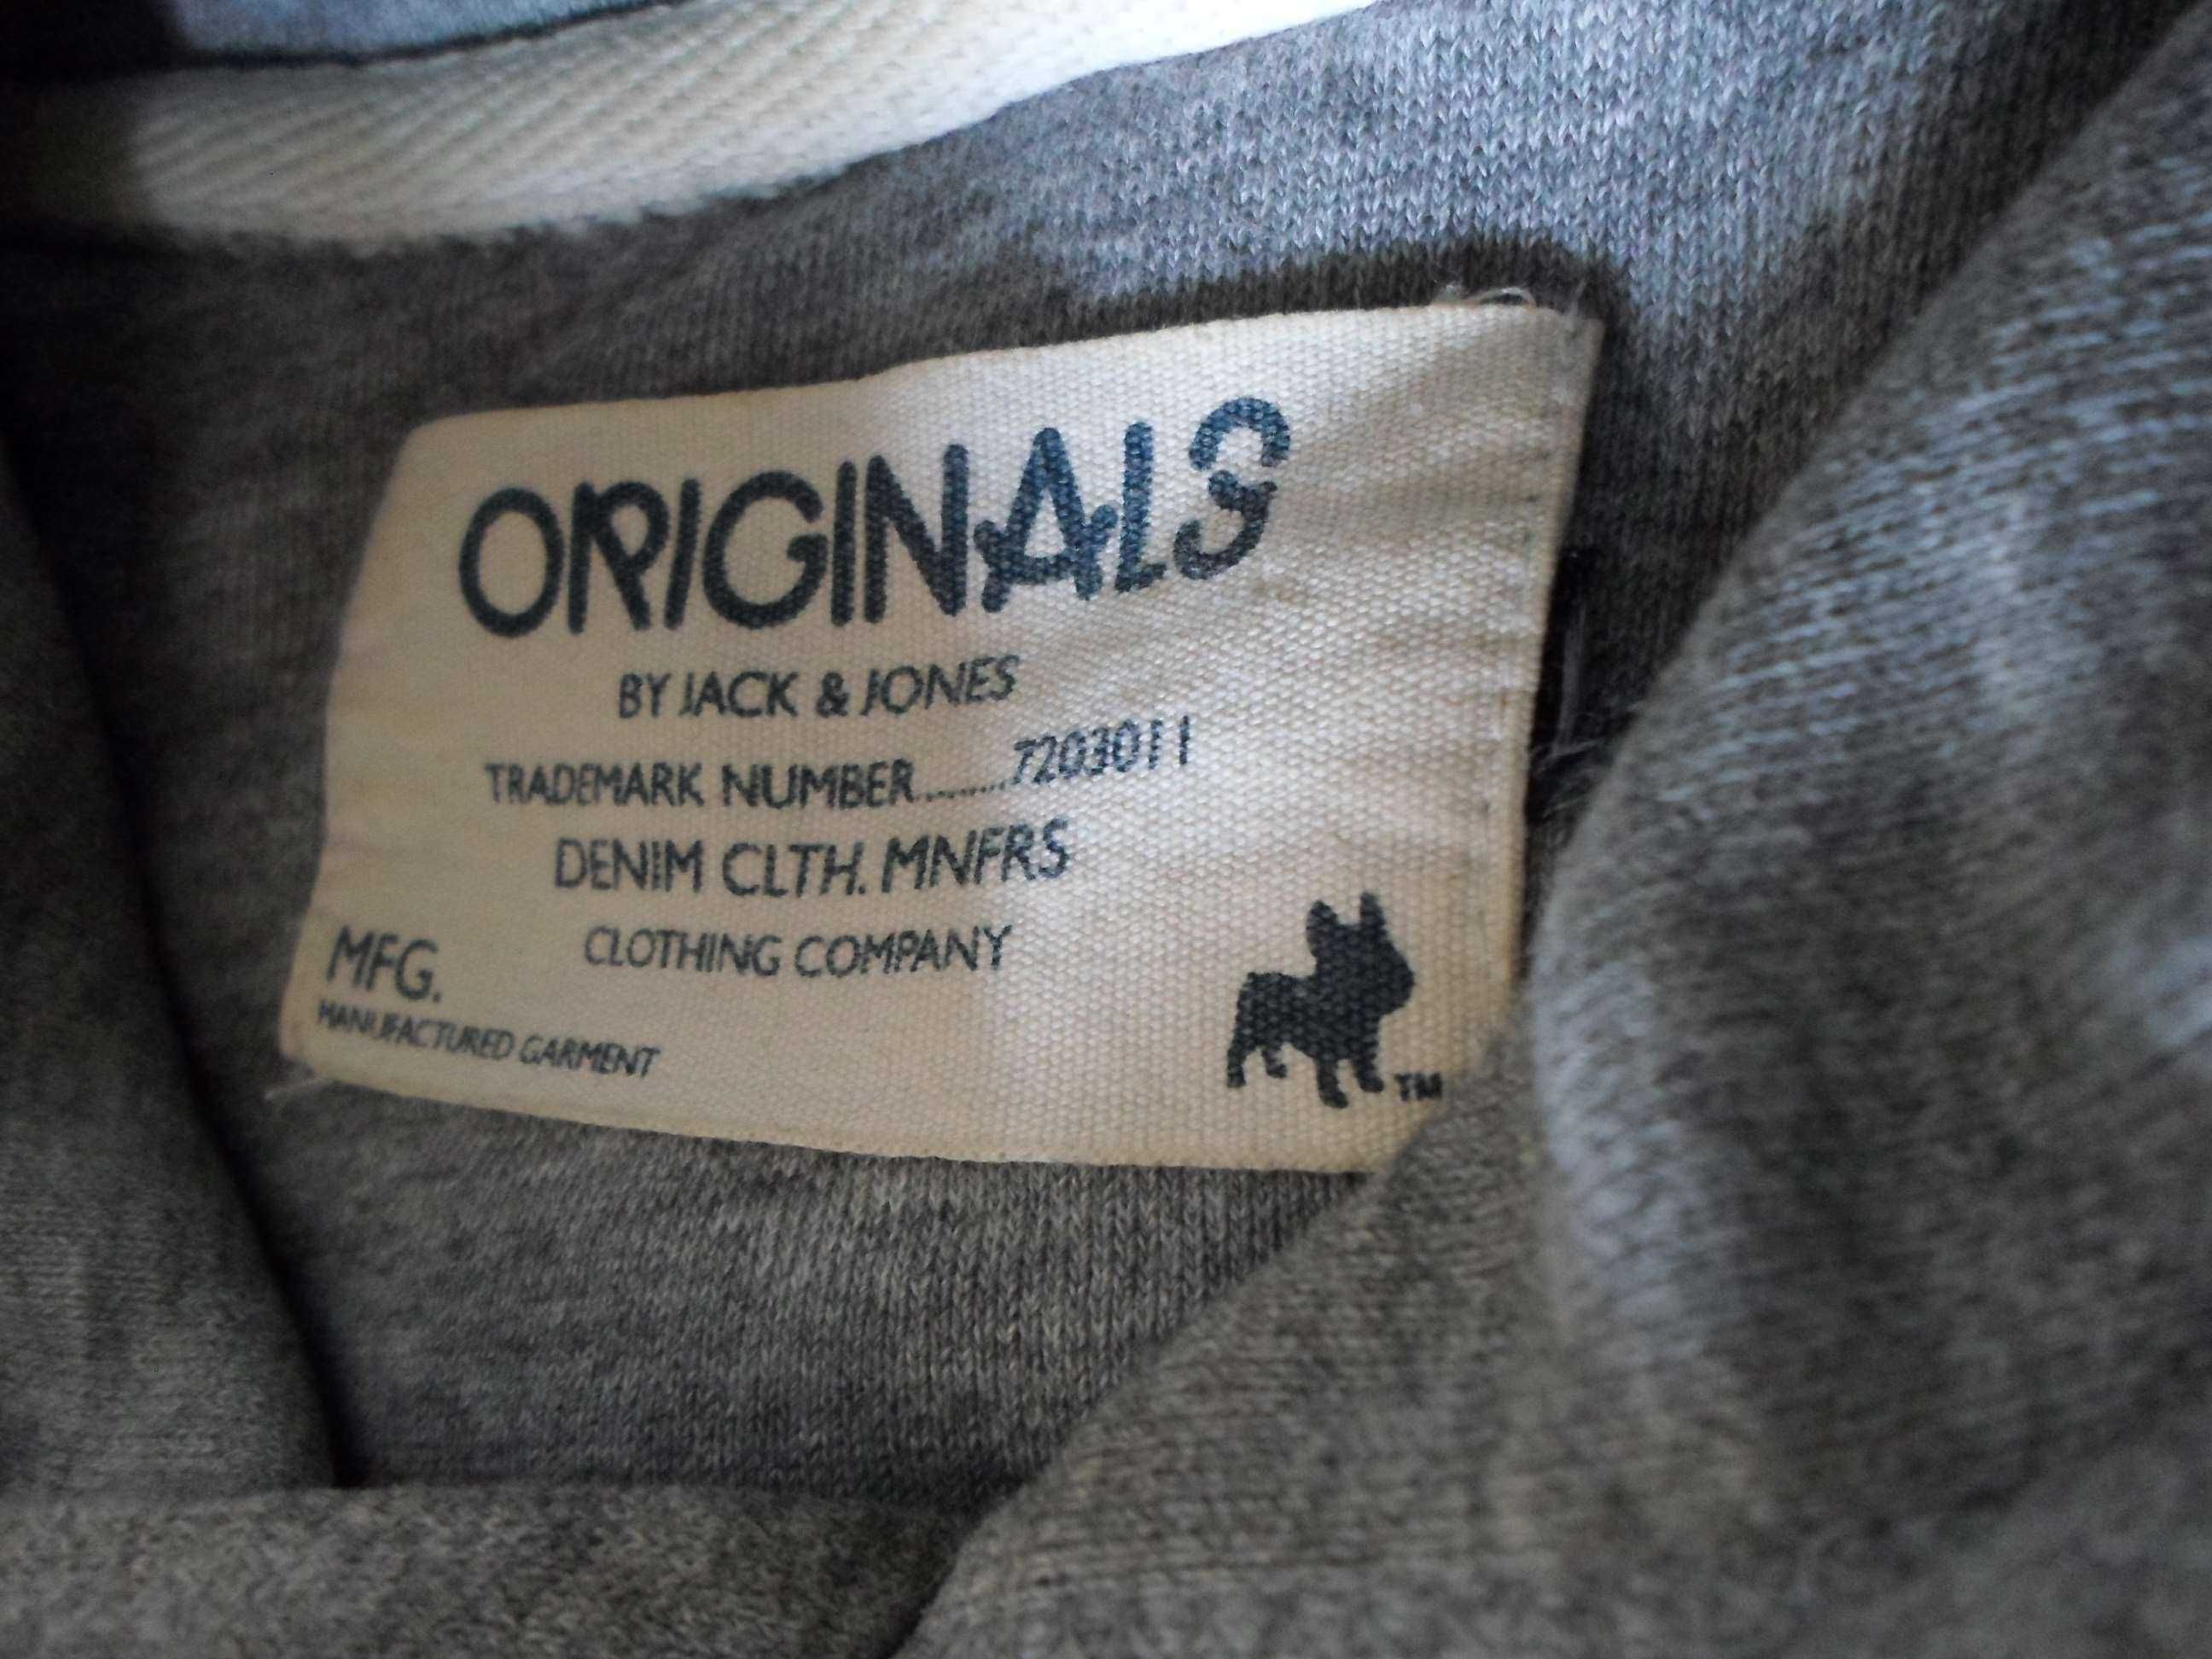 ORIGINALS
BY JACK & JONES
TRADEMARK NUMBER.........7203011
DENIM CLTH. MNFRS
CLOTHING COMPANY
MFG.
MANUFACTURED GARMENT
TM